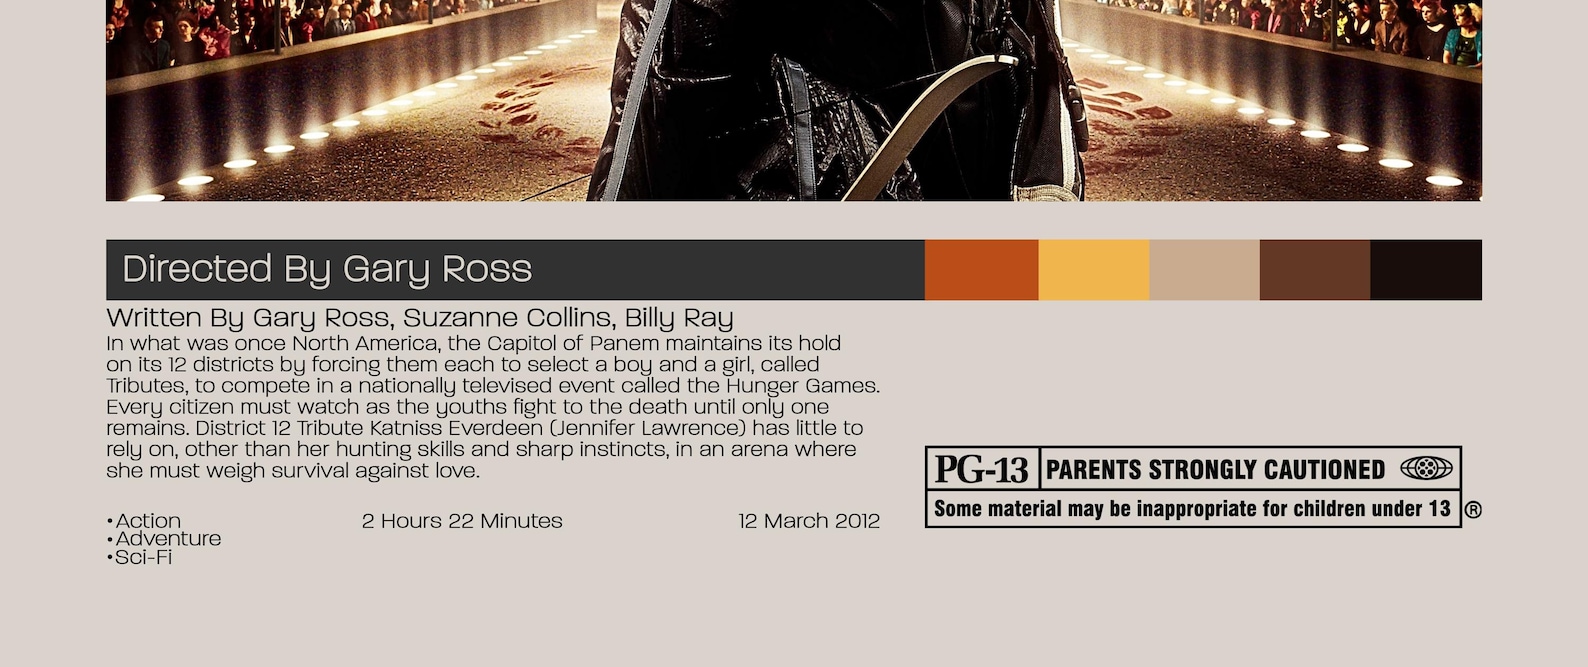 Directed By Gary Ross
Written By Gary Ross, Suzanne Collins, Billy Ray
In what was once North America, the Capitol of Panem maintains its hold
on its 12 districts by forcing them each to select a boy and a girl, called
Tributes, to compete in a nationally televised event called the Hunger Games.
Every citizen must watch as the youths fight to the death until only one
remains. District 12 Tribute Katniss Everdeen (Jennifer Lawrence) has little to
rely on, other than her hunting skills and sharp instincts, in an arena where
she must weigh survival against love.
•Action
•Adventure
•Sci-Fi
2 Hours 22 Minutes
12 March 2012
PG-13 PARENTS STRONGLY CAUTIONED
Some material may be inappropriate for children under 13 ®